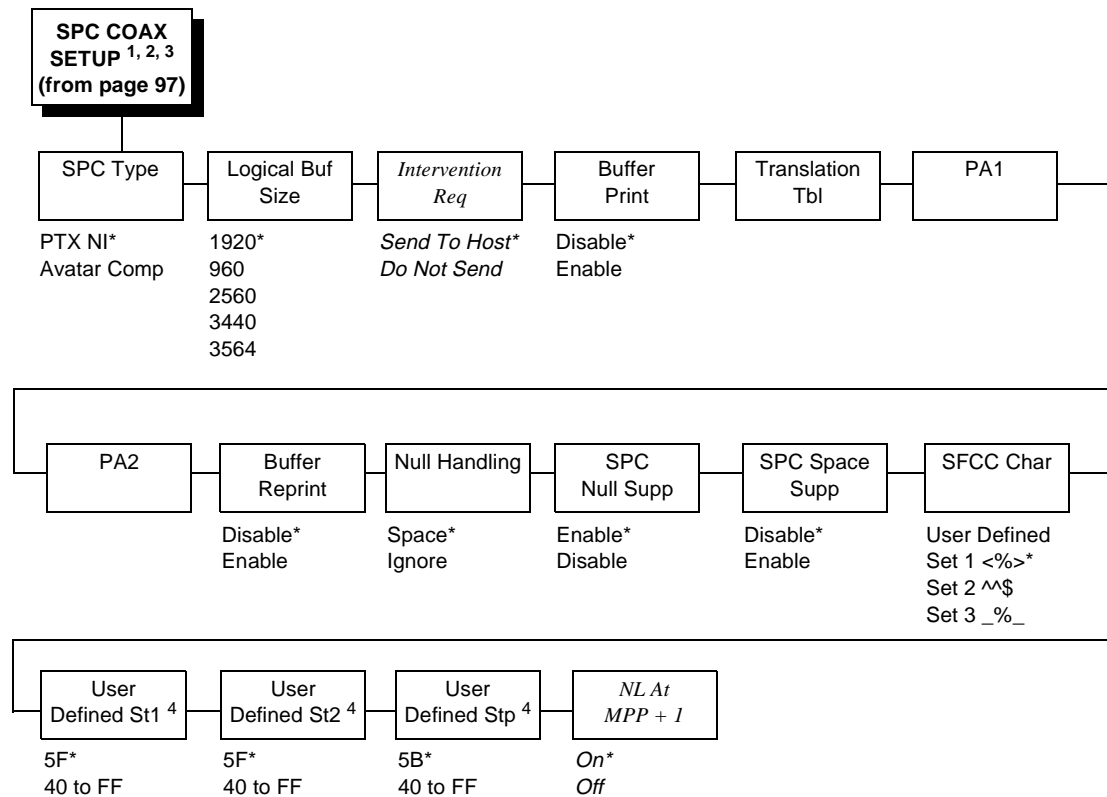 SPC COAX
SETUP 1, 2, 3
(from page 97)
SPC Type
PTX NI*
Avatar Comp
Logical Buf
Size
1920*
960
2560
3440
3564
Intervention
Req
Send To Host*
Do Not Send
Buffer
Print
Disable*
Enable
Translation
Tbl
PA1
PA2
Buffer
Reprint
Disable*
Enable
Null Handling
Space*
Ignore
SPC
Null Supp
Enable*
Disable
SPC Space
Supp
Disable*
Enable
SFCC Char
User Defined
Set 1 <%>*
Set 2 ^^$
Set 3 _%_
User
Defined St1 4
5F*
40 to FF
User
Defined St2 4
5F*
40 to FF
User
Defined Stp 4
5B*
40 to FF
NL At
MPP + 1
On*
Off